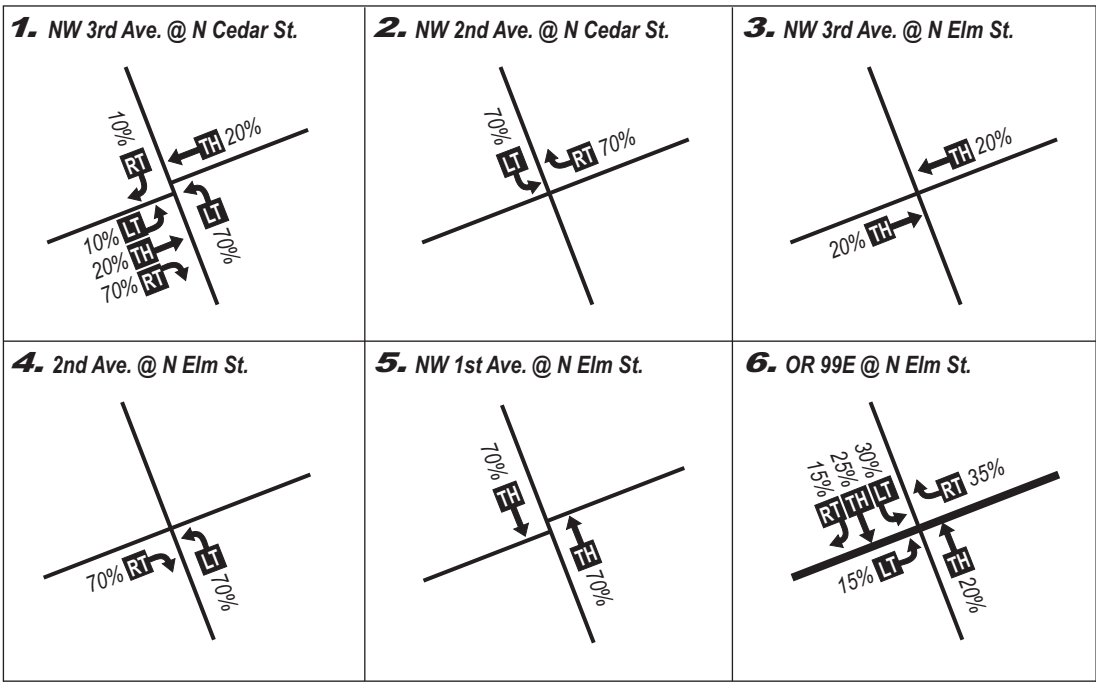 1. NW 3rd Ave. @ N Cedar St.
10%
RT
TH 20%
LT
70%
10% LT
20% TH
70% RT
2. NW 2nd Ave. @ N Cedar St.
70%
LT
RT 70%
3. NW 3rd Ave. @ N Elm St.
TH 20%
20% TH
4. 2nd Ave. @ N Elm St.
70% RT
LT
70%
5. NW 1st Ave. @ N Elm St.
70%
TH
TH
70%
6. OR 99E @ N Elm St.
15%
RT
25%
TH
30%
LT
RT 35%
15% LT
TH
20%